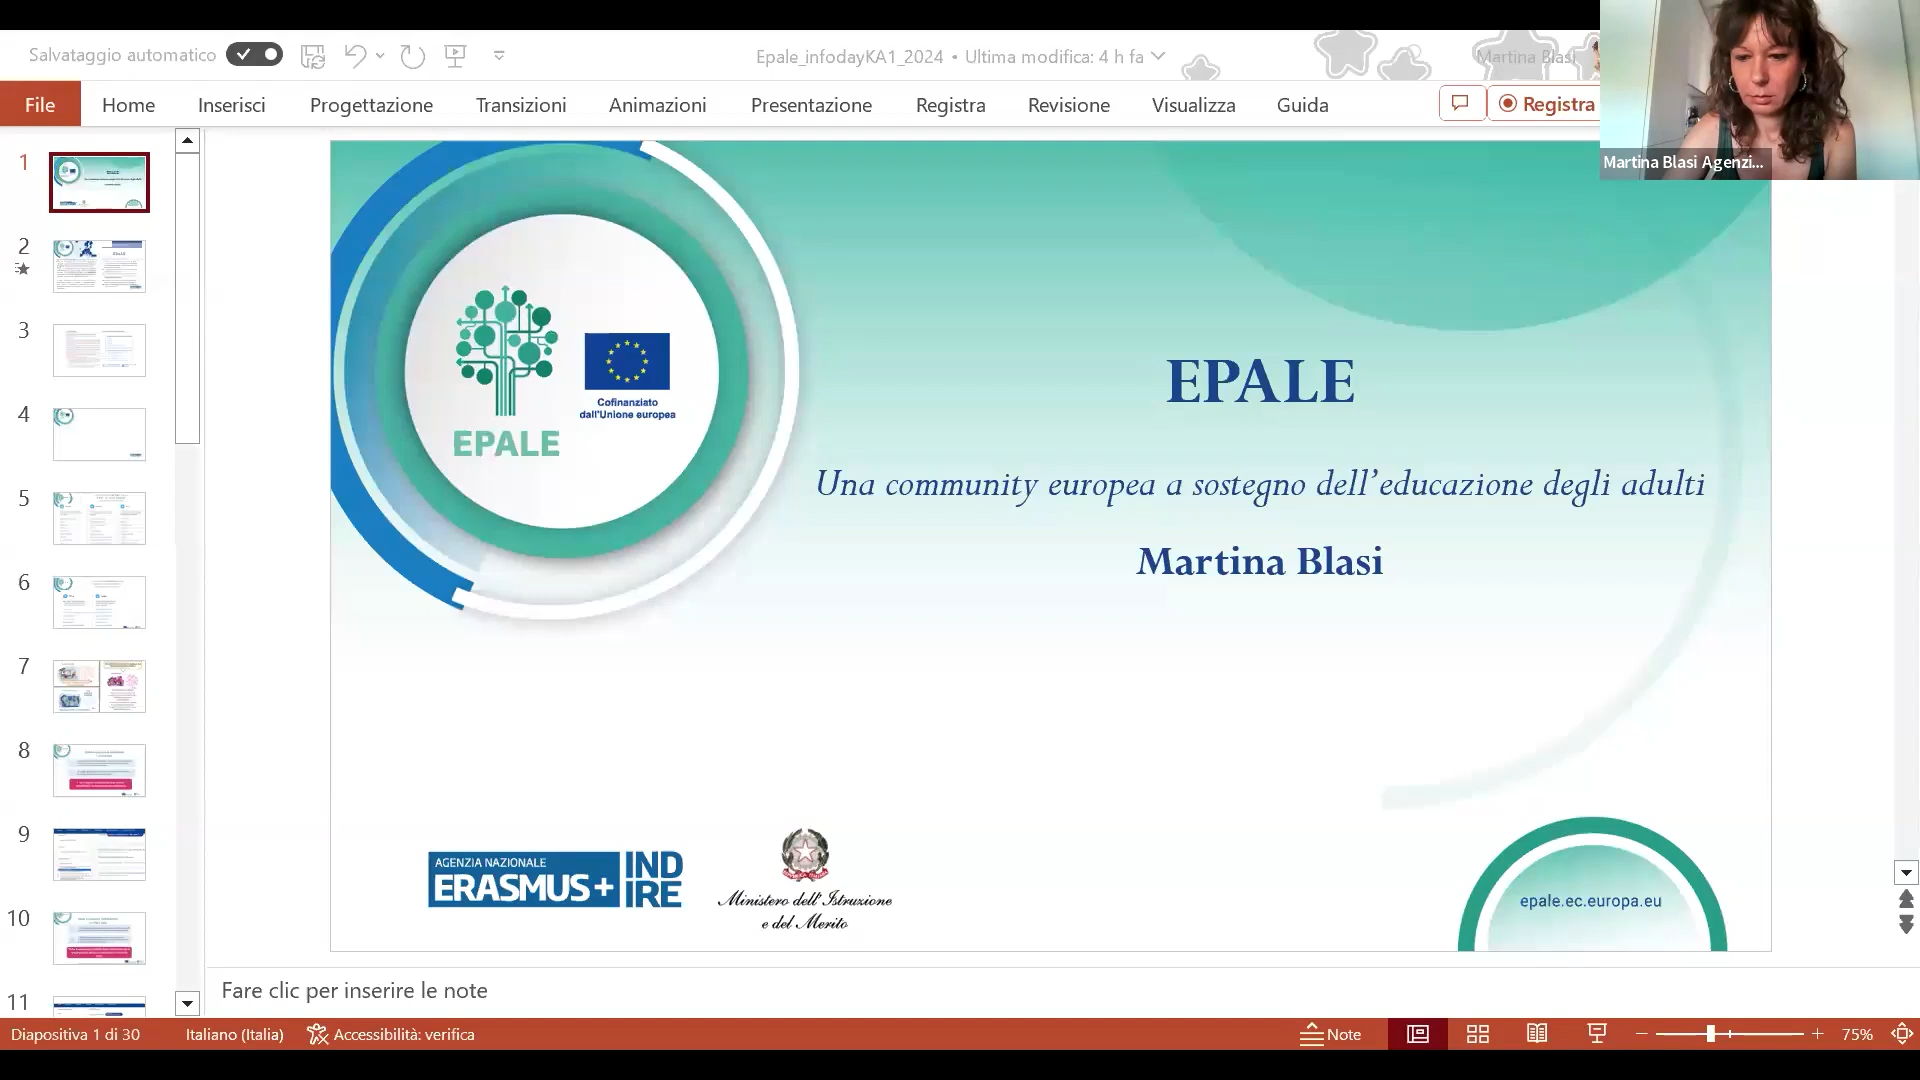 Salvataggio automatico
Epale_infodayKA1_2024 • Ultima modifica: 4 h fa
Martina Blasi
File Home Inserisci Progettazione Transizioni Animazioni Presentazione Registra Revisione Visualizza Guida
Registra
Martina Blasi Agenzi...
1
2
3
4
5
6
7
8
9
10
11
EPALE
Cofinanziato
dall'Unione europea
EPALE
Una community europea a sostegno dell’educazione degli adulti
Martina Blasi
AGENZIA NAZIONALE
ERASMUS+
IND
IRE
Ministero dell'Istruzione
e del Merito
epale.ec.europa.eu
Fare clic per inserire le note
Diapositiva 1 di 30 Italiano (Italia) Accessibilità: verifica Note 75%